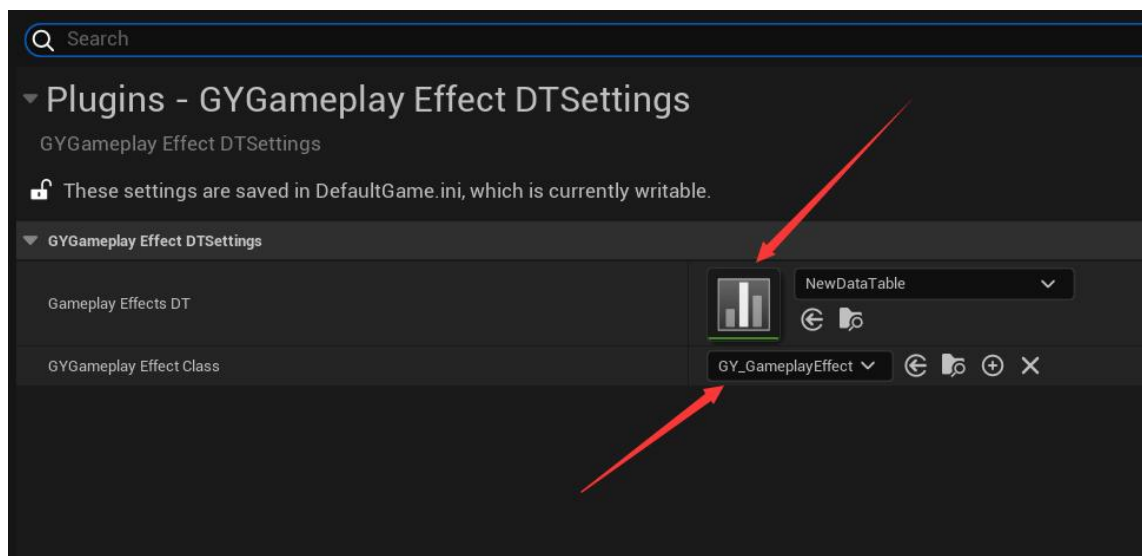 Search
Plugins - GYGameplay Effect DTSettings
GYGameplay Effect DTSettings
These settings are saved in DefaultGame.ini, which is currently writable.
GYGameplay Effect DTSettings
Gameplay Effects DT
NewDataTable
GYGameplay Effect Class
GY_GameplayEffect